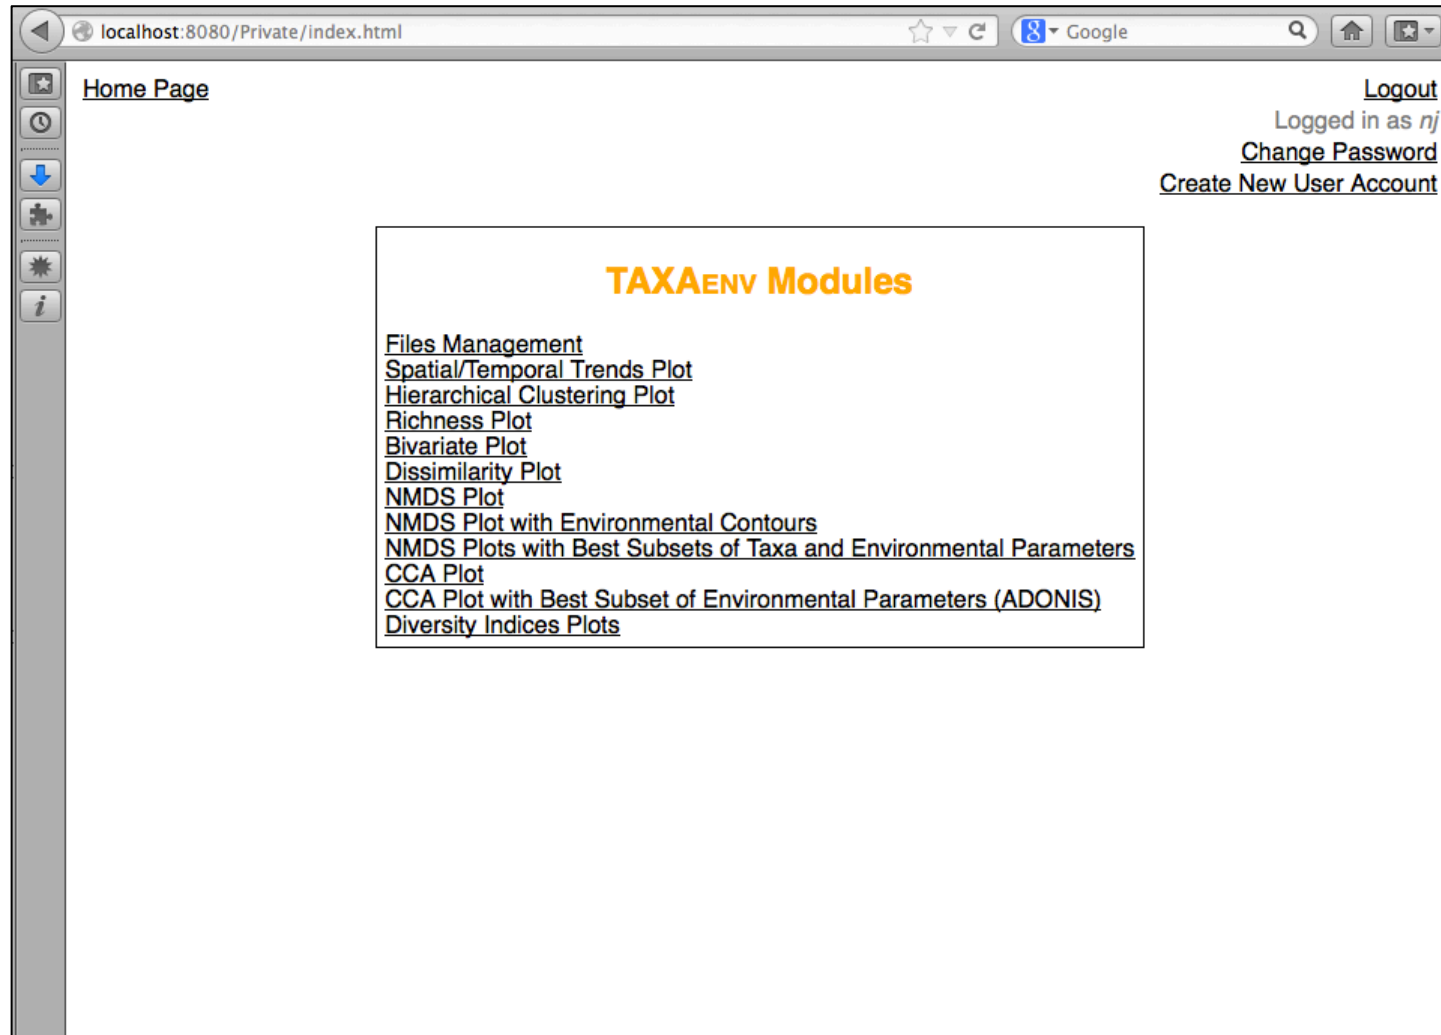 localhost:8080/Private/index.html
8 Google
Home Page
Logout
Logged in as nj
Change Password
Create New User Account
TAXAENV Modules
Files Management
Spatial/Temporal Trends Plot
Hierarchical Clustering Plot
Richness Plot
Bivariate Plot
Dissimilarity Plot
NMDS Plot
NMDS Plot with Environmental Contours
NMDS Plots with Best Subsets of Taxa and Environmental Parameters
CCA Plot
CCA Plot with Best Subset of Environmental Parameters (ADONIS)
Diversity Indices Plots